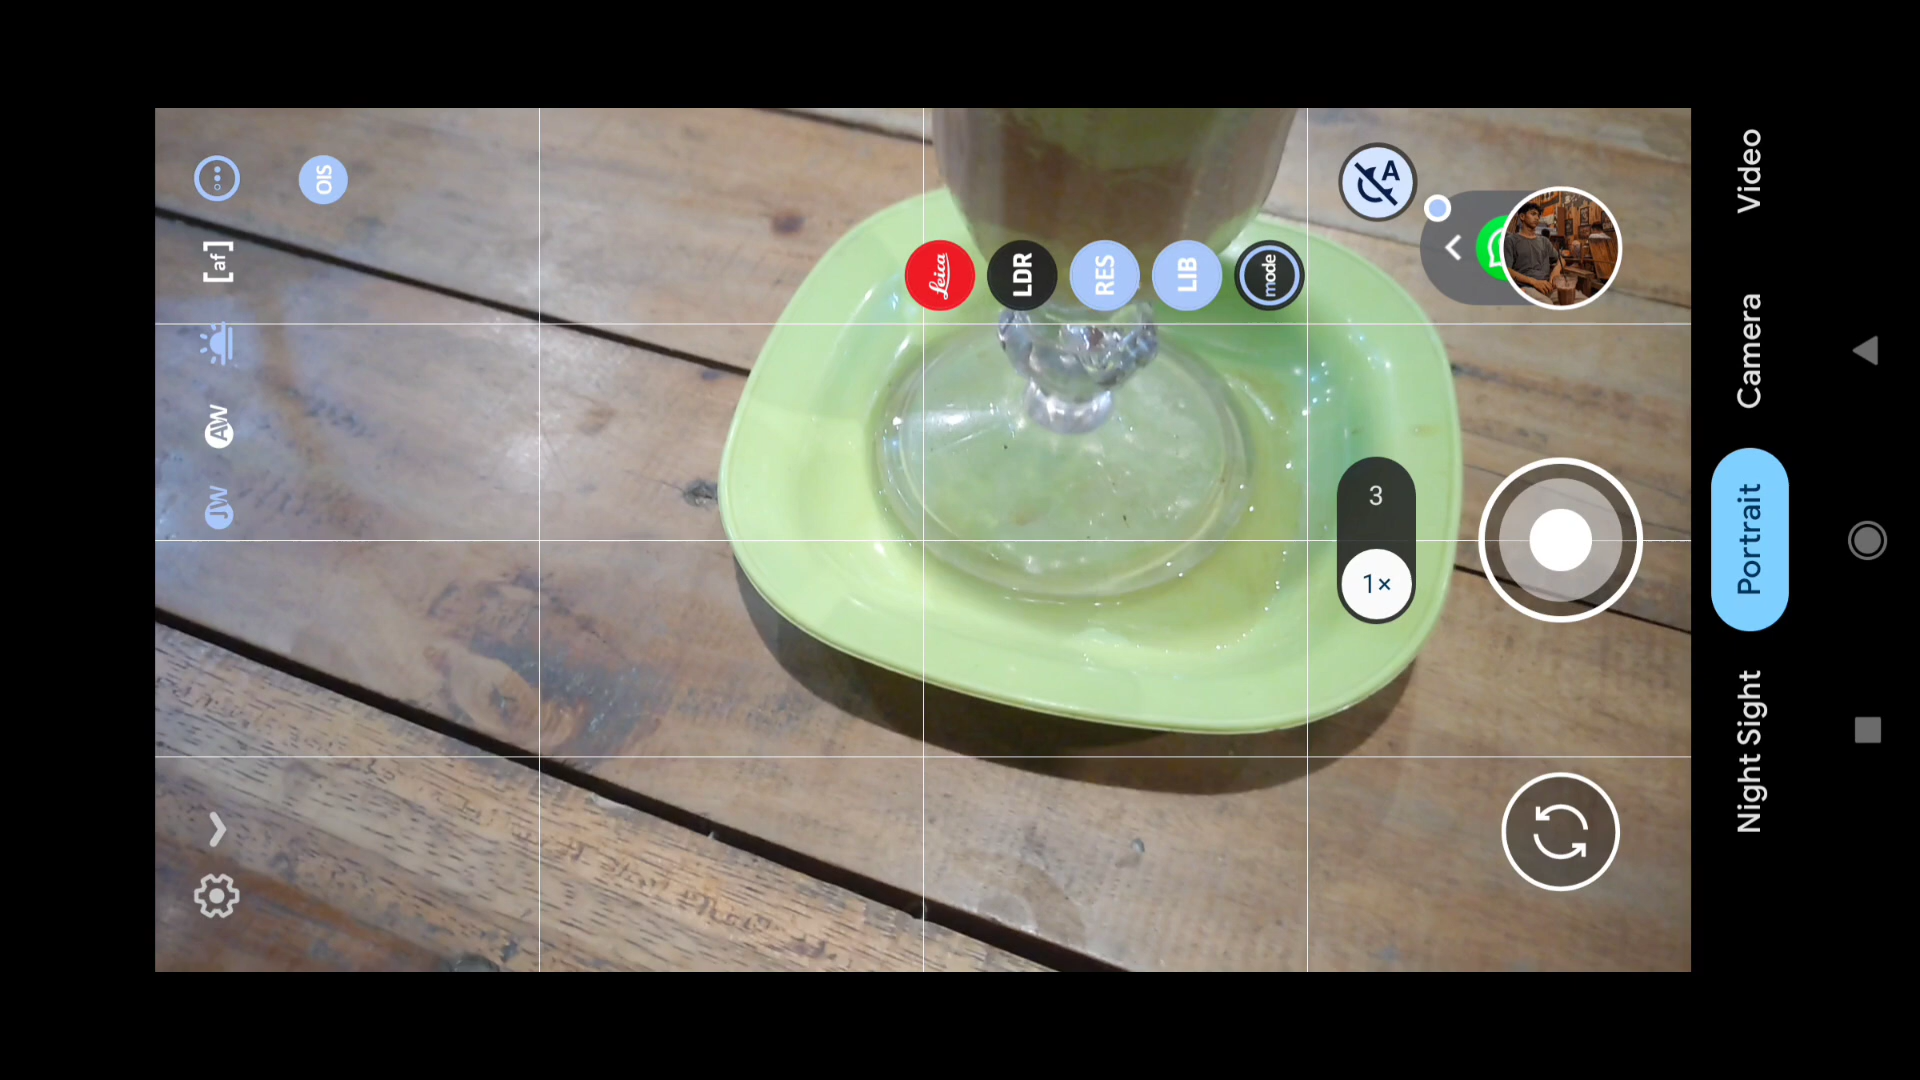 OIS
[af]
AW
JW
Leica
LDR
RES
LIB
mode
A
3
1×
Video
Camera
Portrait
Night Sight